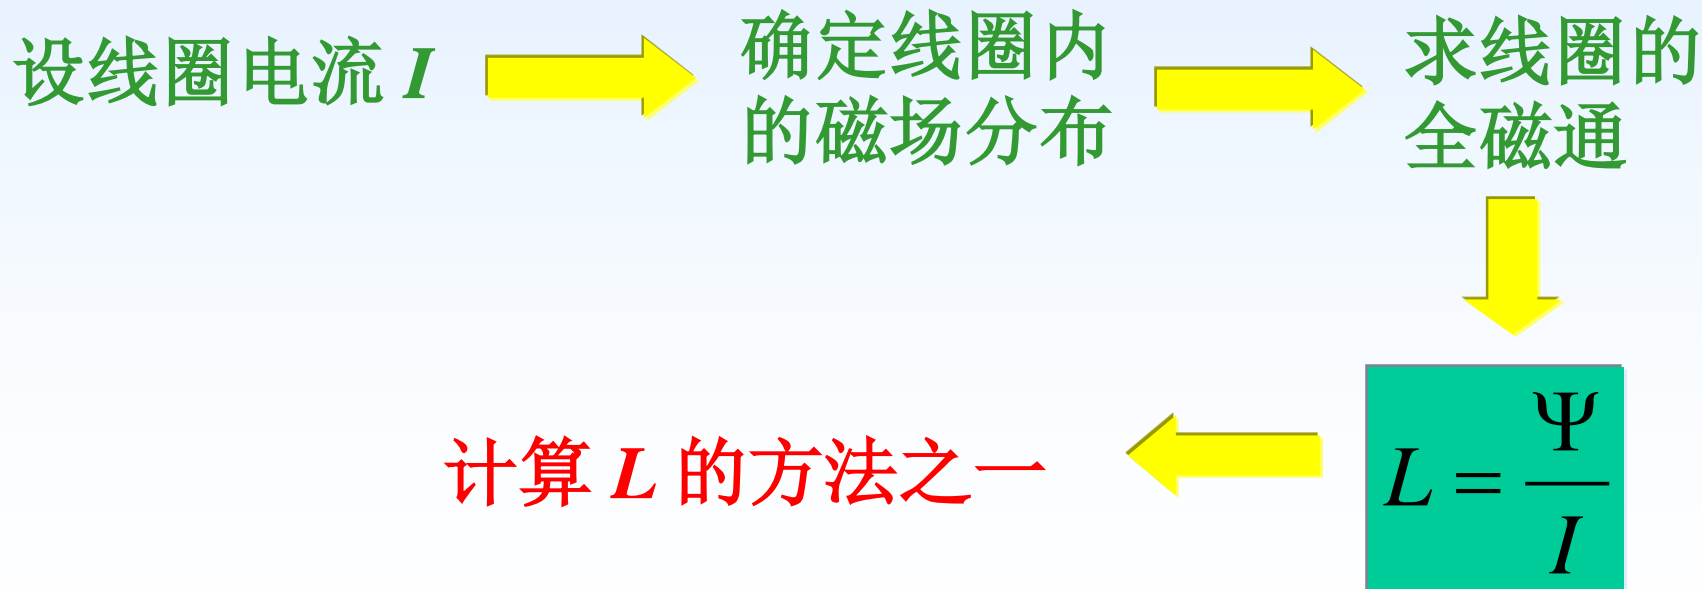 设线圈电流 I
确定线圈内
的磁场分布
求线圈的
全磁通
L = Ψ / I
计算 L 的方法之一